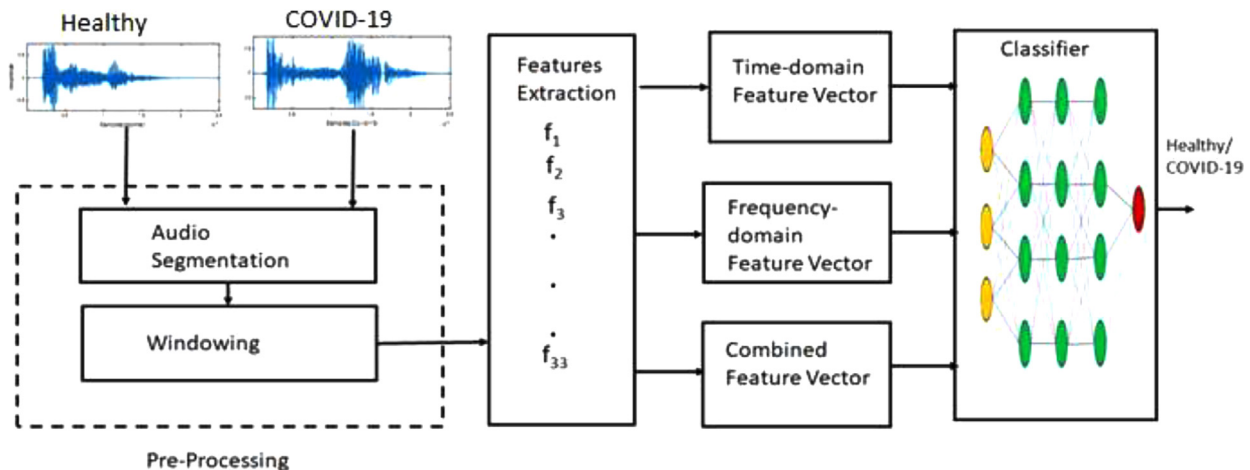 Healthy
COVID-19
Features
Extraction
f1
f2
f3
.
.
.
f33
Time-domain
Feature Vector
Frequency-
domain
Feature Vector
Combined
Feature Vector
Classifier
Healthy/
COVID-19
Audio
Segmentation
Windowing
Pre-Processing